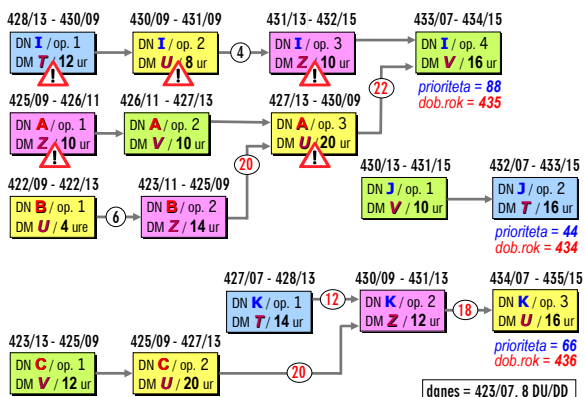 428/13 - 430/09
430/09 - 431/09
431/13 - 432/15
433/07- 434/15
DN I / op. 1
DM T / 12 ur
!
DN I / op. 2
DM U / 8 ur
!
4
DN I / op. 3
DM Z / 10 ur
!
DN I / op. 4
DM V / 16 ur
prioriteta = 88
dob.rok = 435
425/09 - 426/11
426/11 - 427/13
427/13 - 430/09
22
DN A / op. 1
DM Z / 10 ur
!
DN A / op. 2
DM V / 10 ur
DN A / op. 3
DM U / 20 ur
!
20
422/09 - 422/13
423/11 - 425/09
DN B / op. 1
DM U / 4 ure
6
DN B / op. 2
DM Z / 14 ur
430/13 - 431/15
432/07 - 433/15
DN J / op. 1
DM V / 10 ur
DN J / op. 2
DM T / 16 ur
prioriteta = 44
dob.rok = 434
427/07 - 428/13
430/09 - 431/13
434/07 - 435/15
DN K / op. 1
DM T / 14 ur
12
DN K / op. 2
DM Z / 12 ur
18
DN K / op. 3
DM U / 16 ur
prioriteta = 66
dob.rok = 436
423/13 - 425/09
425/09 - 427/13
DN C / op. 1
DM V / 12 ur
DN C / op. 2
DM U / 20 ur
20
danes = 423/07, 8 DU/DD